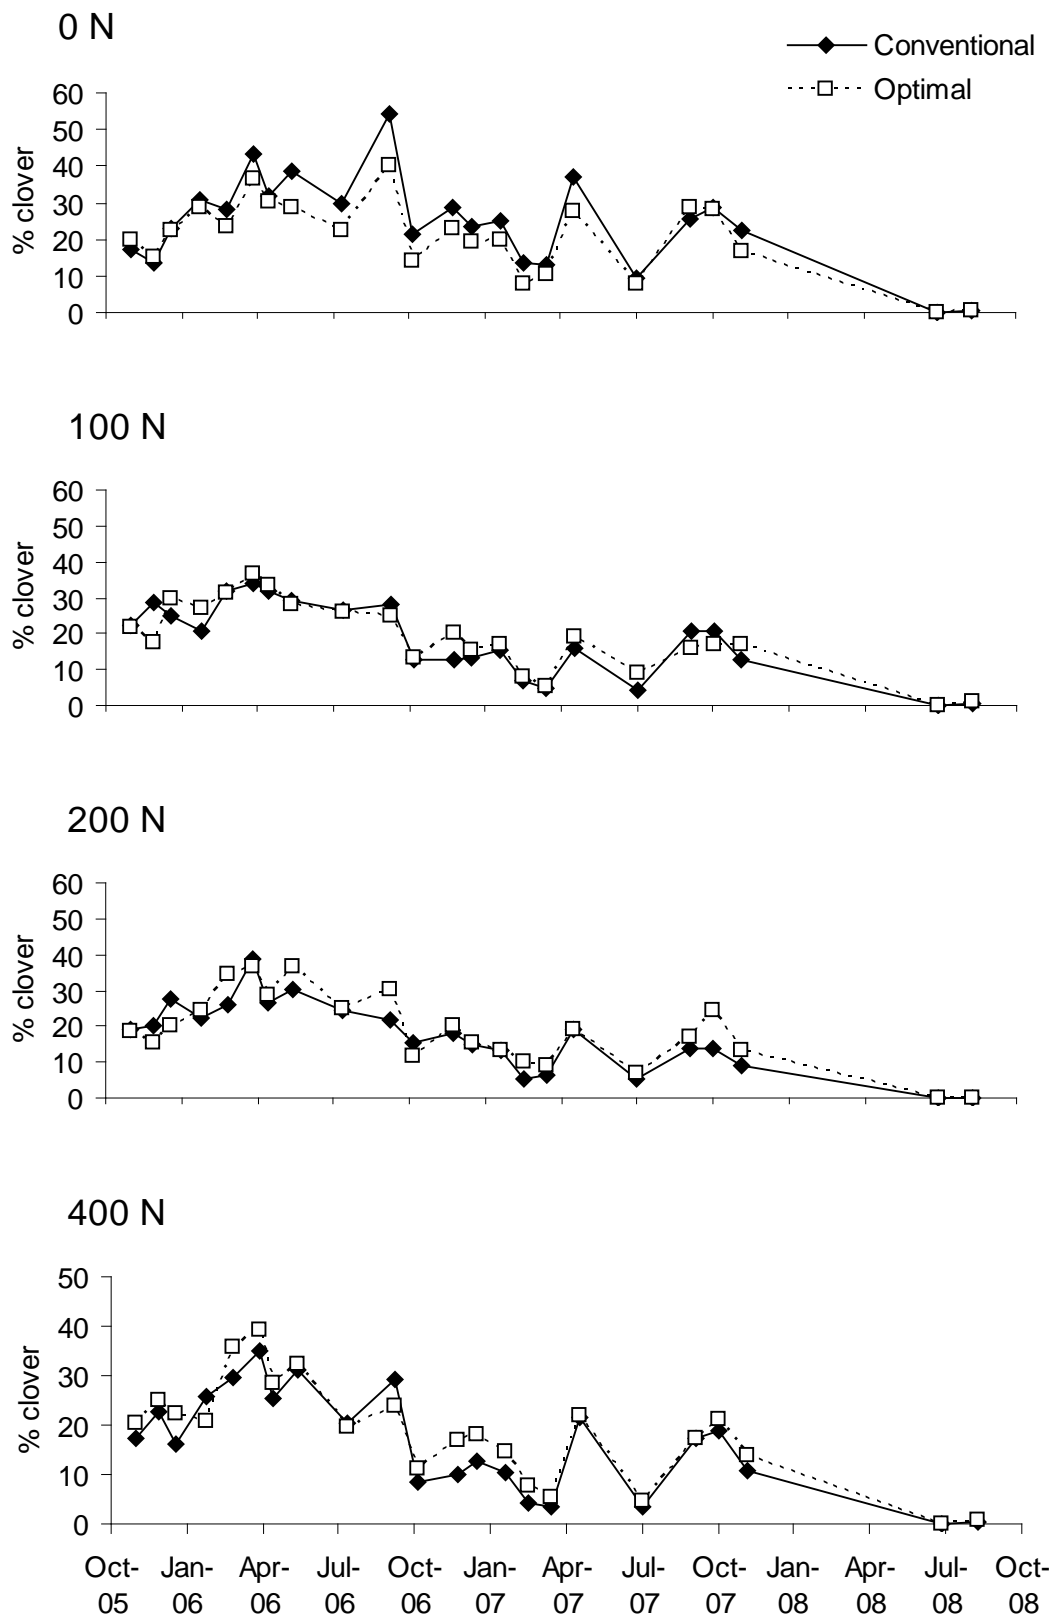 0 N
Conventional
Optimal
% clover
60
50
40
30
20
10
0
100 N
% clover
60
50
40
30
20
10
0
200 N
% clover
60
50
40
30
20
10
0
400 N
% clover
50
40
30
20
10
0
Oct- Jan- Apr- Jul- Oct- Jan- Apr- Jul- Oct- Jan- Apr- Jul- Oct-
05 06 06 06 06 07 07 07 07 08 08 08 08